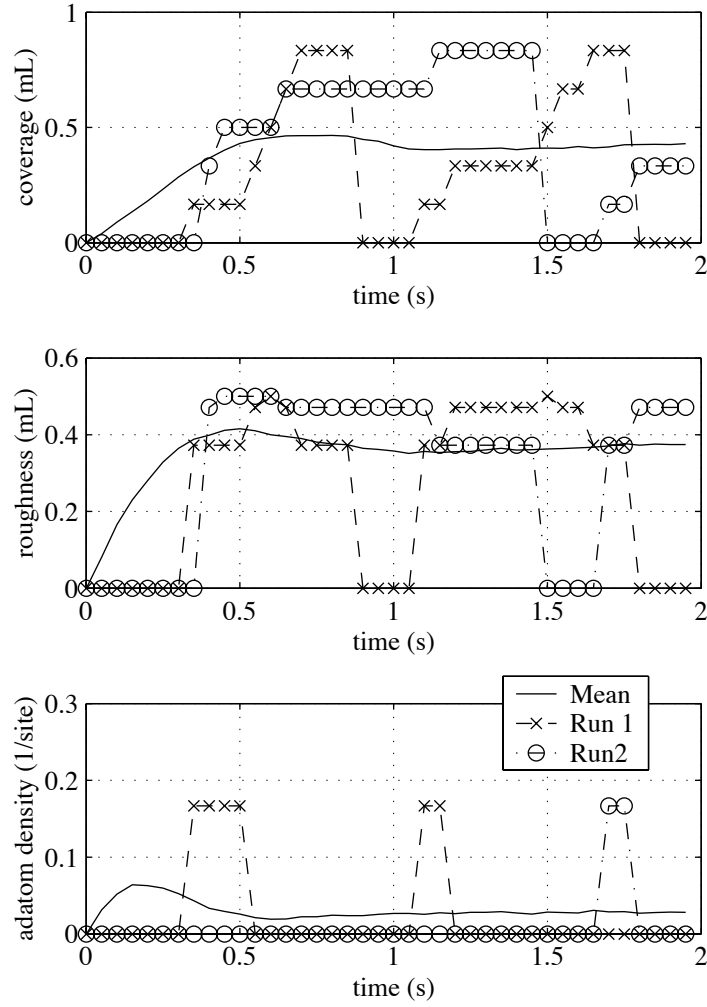 1
0.5
0
coverage (mL)
0 0.5 1 1.5 2
time (s)
0.6
0.4
0.2
0
roughness (mL)
0 0.5 1 1.5 2
time (s)
0.3
0.2
0.1
0
adatom density (1/site)
Mean
Run 1
Run2
0 0.5 1 1.5 2
time (s)